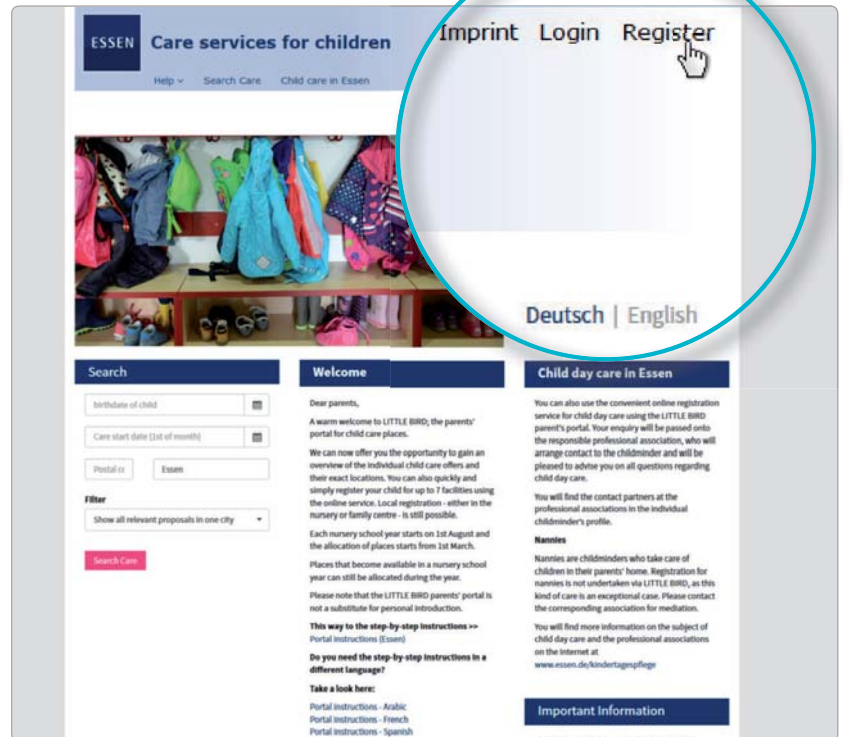 ESSEN
Care services for children
Imprint Login Register
Help Search Care Child care in Essen
Deutsch | English
Search
birthdate of child
Care start date (1st of month)
Essen
Filter
Show all relevant proposals in one city
Search Care
Welcome
Dear parents,
A warm welcome to LITTLE BIRD; the parents'
portal for child care places.
We can now offer you the opportunity to gain an
overview of the individual child care offers and
their exact locations. You can also quickly and
simply register your child for up to 7 facilities using
the online service. Local registration - either in the
nursery or family centre - is still possible.
Each nursery school year starts on 1st August and
the allocation of places starts from 1st March.
Places that become available in a nursery school
year can still be allocated during the year.
Please note that the LITTLE BIRD parents' portal is
not a substitute for personal introduction.
This way to the step-by-step instructions >>
Portal instructions (Essen)
Do you need the step-by-step instructions in a
different language?
Take a look here:
Portal instructions - Arabic
Portal instructions - French
Portal instructions - Spanish
Child day care in Essen
You can also use the convenient online registration
service for child day care using the LITTLE BIRD
parent's portal. Your enquiry will be passed onto
the responsible professional association, who will
arrange contact to the childminder and will be
pleased to advise you on all questions regarding
child day care.
You will find the contact partners at the
professional associations in the individual
childminder's profile.
Nannies
Nannies are childminders who take care of
children in their parents' home. Registration for
nannies is not undertaken via LITTLE BIRD, as this
kind of care is an exceptional case. Please contact
the corresponding association for mediation.
You will find more information on the subject of
child day care and the professional associations
on the internet at
www.essen.de/kindertagespflege
Important Information